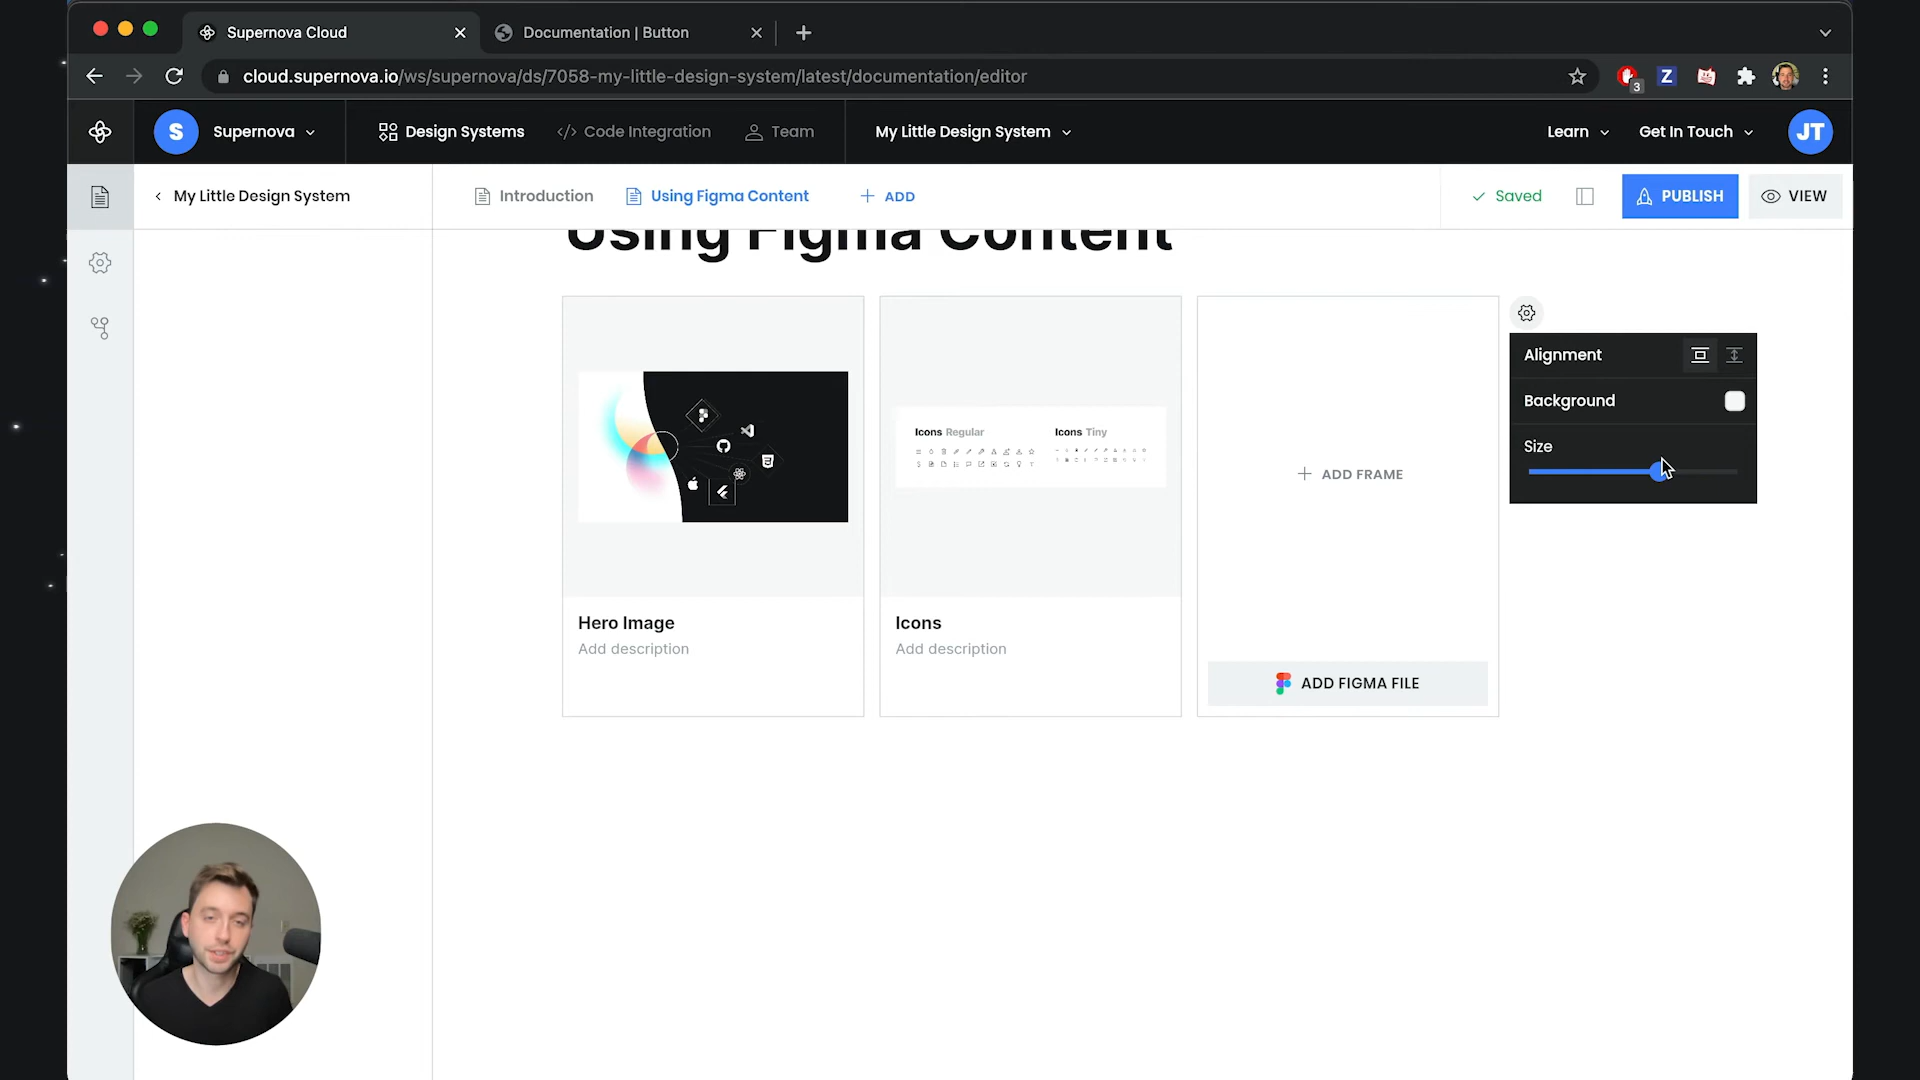 Supernova Cloud
Documentation | Button
cloud.supernova.io/ws/supernova/ds/7058-my-little-design-system/latest/documentation/editor
3
Z
S
Supernova
Design Systems
</> Code Integration
Team
My Little Design System
Learn
Get In Touch
JT
My Little Design System
Introduction
Using Figma Content
+ ADD
Saved
PUBLISH
VIEW
Using Figma Content
Alignment
Background
Size
Icons Regular
Icons Tiny
+ ADD FRAME
Hero Image
Add description
Icons
Add description
ADD FIGMA FILE